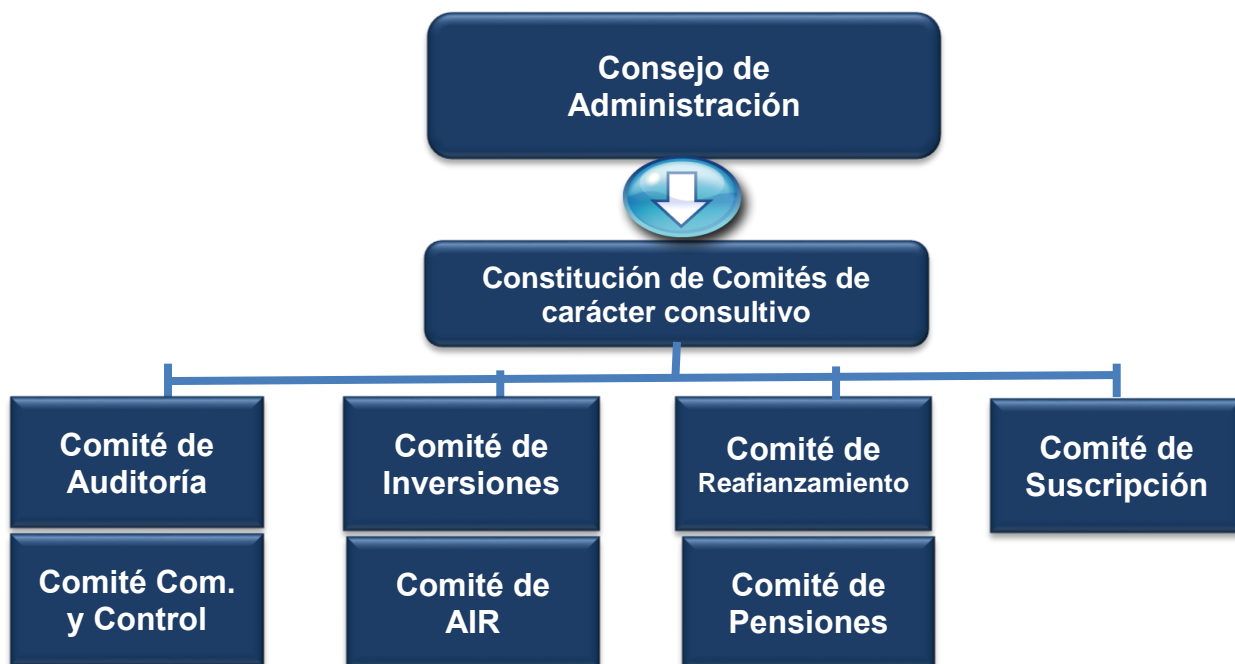 Consejo de
Administración
Constitución de Comités de
carácter consultivo
Comité de
Auditoría
Comité de
Inversiones
Comité de
Reafianzamiento
Comité de
Suscripción
Comité Com.
y Control
Comité de
AIR
Comité de
Pensiones